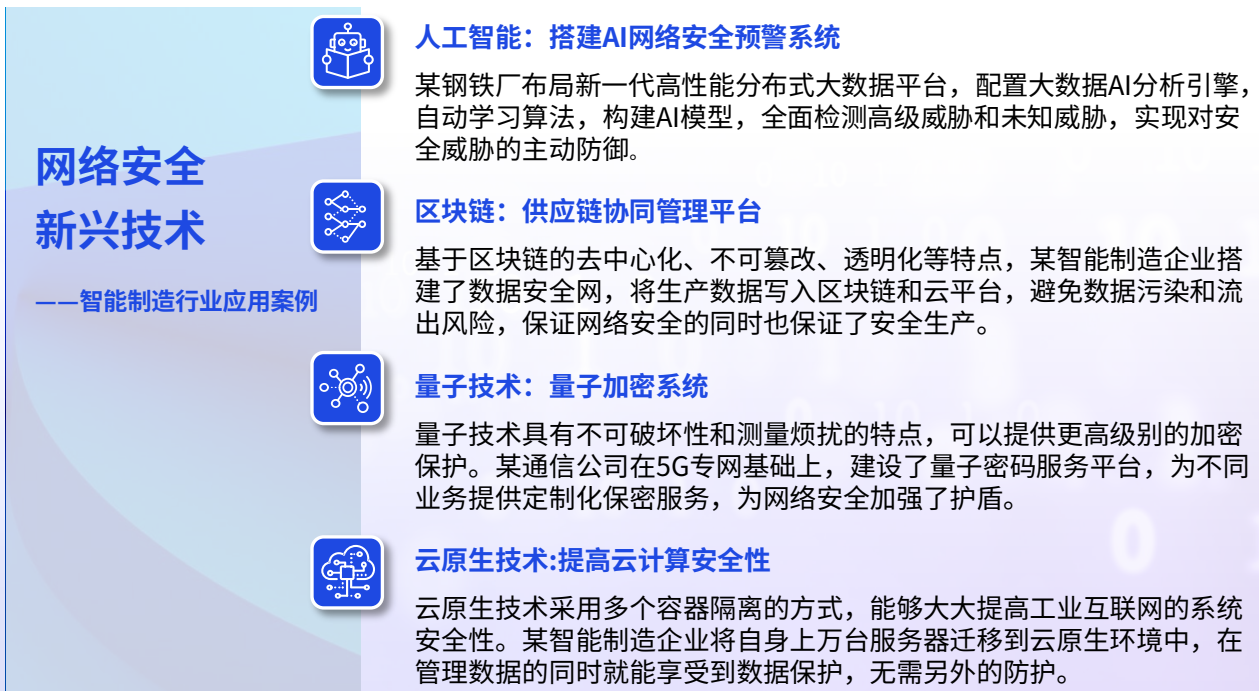 网络安全
新兴技术
——智能制造行业应用案例
人工智能：搭建AI网络安全预警系统
某钢铁厂布局新一代高性能分布式大数据平台，配置大数据AI分析引擎，
自动学习算法，构建AI模型，全面检测高级威胁和未知威胁，实现对安
全威胁的主动防御。
区块链：供应链协同管理平台
基于区块链的去中心化、不可篡改、透明化等特点，某智能制造企业搭
建了数据安全网，将生产数据写入区块链和云平台，避免数据污染和流
出风险，保证网络安全的同时也保证了安全生产。
量子技术：量子加密系统
量子技术具有不可破坏性和测量烦扰的特点，可以提供更高级别的加密
保护。某通信公司在5G专网基础上，建设了量子密码服务平台，为不同
业务提供定制化保密服务，为网络安全加强了护盾。
云原生技术:提高云计算安全性
云原生技术采用多个容器隔离的方式，能够大大提高工业互联网的系统
安全性。某智能制造企业将自身上万台服务器迁移到云原生环境中，在
管理数据的同时就能享受到数据保护，无需另外的防护。